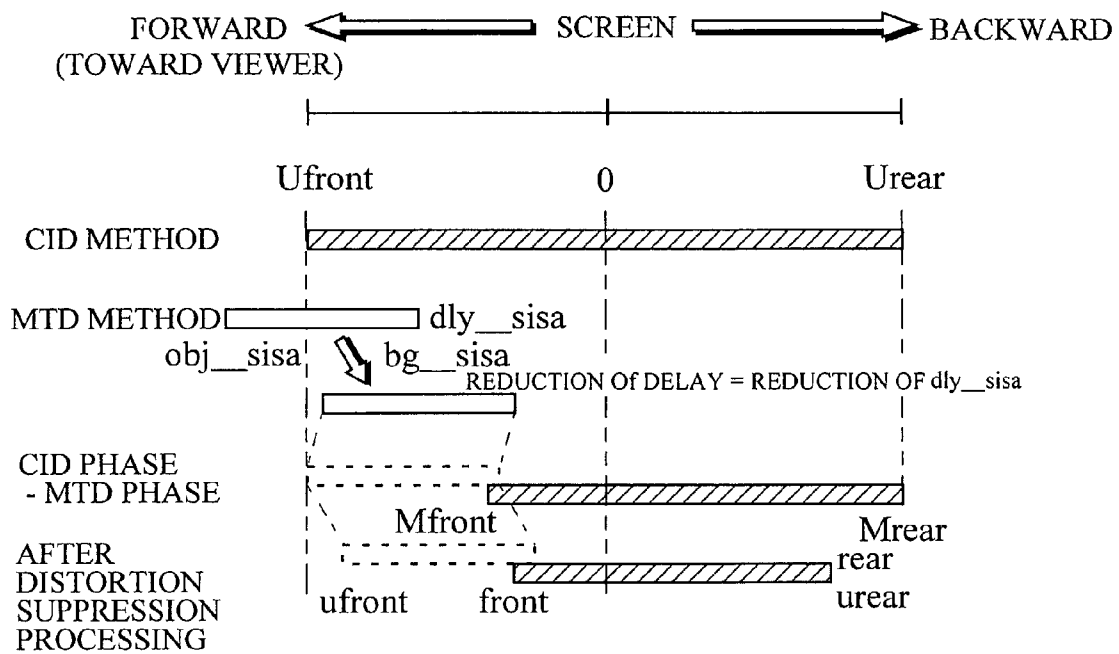 FORWARD
(TOWARD VIEWER)
SCREEN
BACKWARD
Ufront 0 Urear
CID METHOD
MTD METHOD
dly__sisa
obj__sisa
bg__sisa
REDUCTION Of DELAY = REDUCTION OF dly__sisa
CID PHASE
- MTD PHASE
Mfront
Mrear
AFTER
DISTORTION
SUPPRESSION
PROCESSING
rear
ufront
front
urear